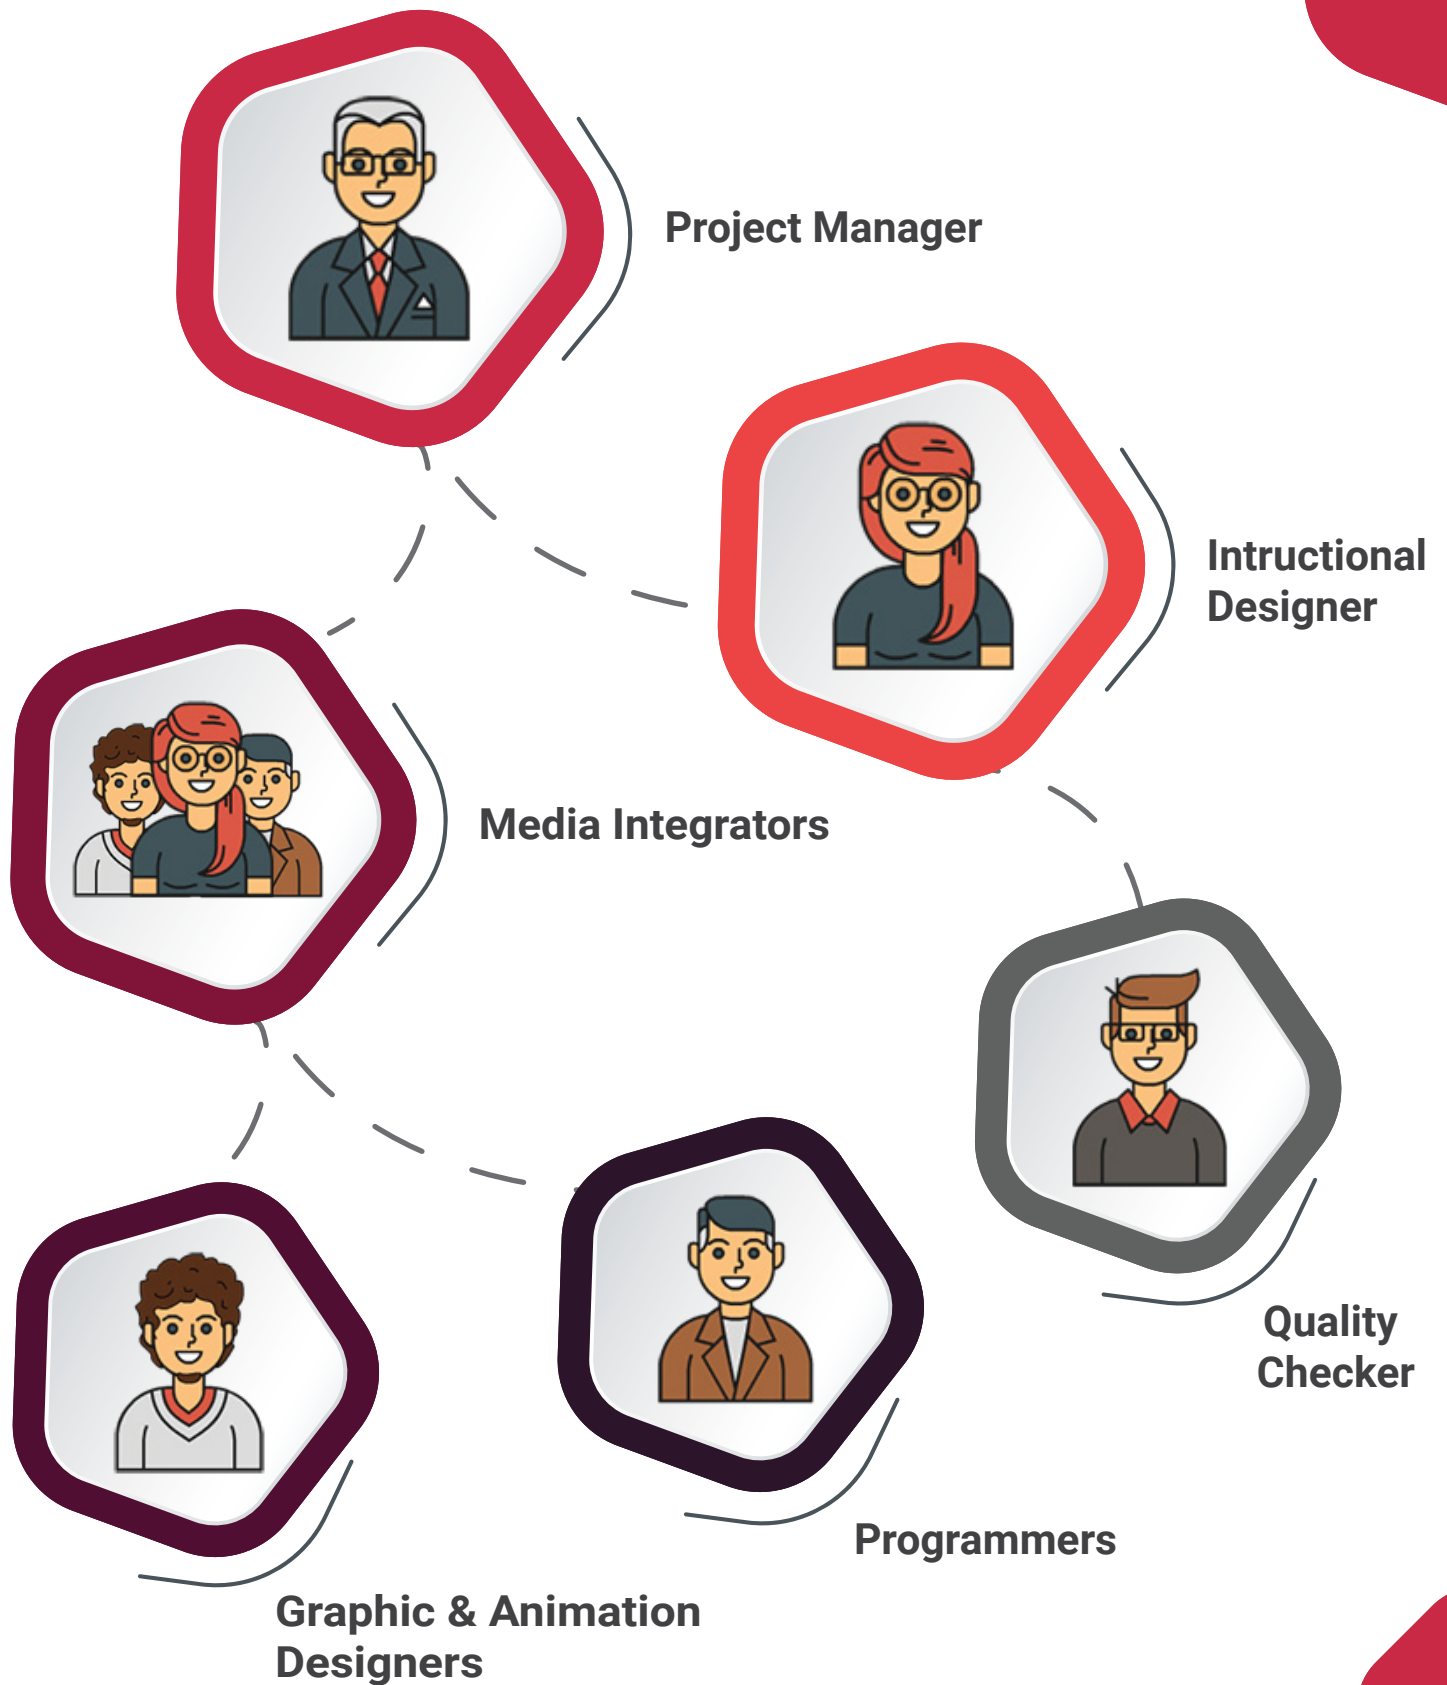 Project Manager
Intructional
Designer
Media Integrators
Quality
Checker
Programmers
Graphic & Animation
Designers